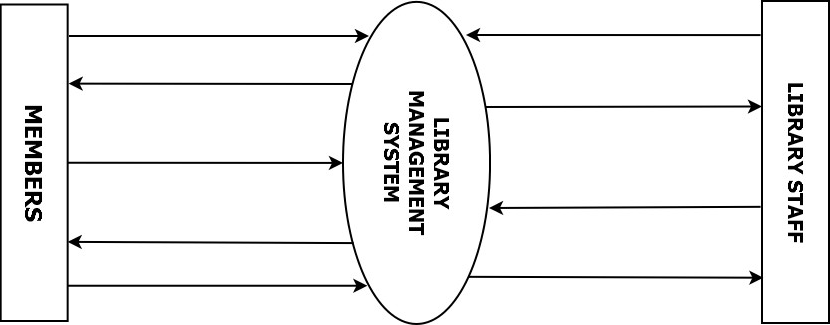 MEMBERS
LIBRARY
MANAGEMENT
SYSTEM
LIBRARY STAFF